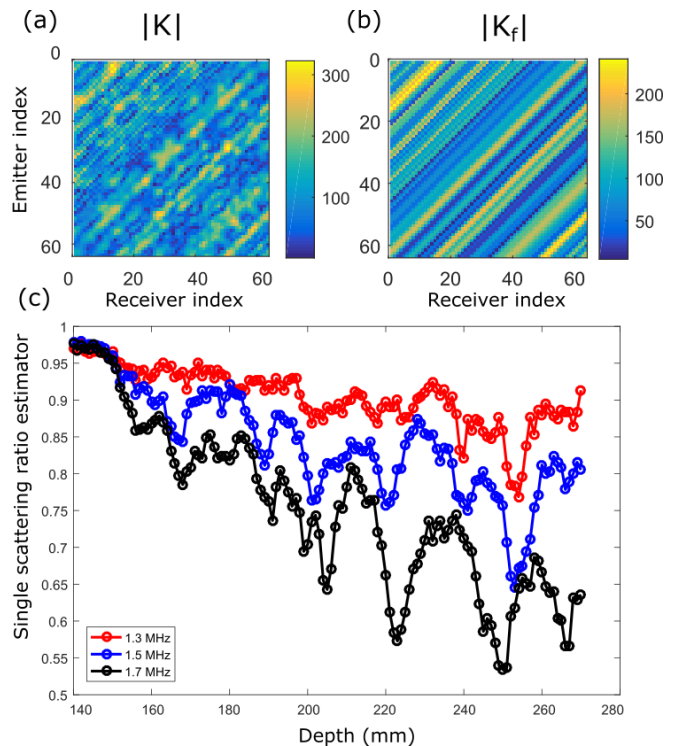 (a) |K| (b) |K_f|
0
20
40
60
Emitter index
0 20 40 60
Receiver index
300
200
100
0
20
40
60
0 20 40 60
Receiver index
200
150
100
50
(c)
1
0.95
0.9
0.85
0.8
0.75
0.7
0.65
0.6
0.55
0.5
Single scattering ratio estimator
1.3 MHz
1.5 MHz
1.7 MHz
140 160 180 200 220 240 260 280
Depth (mm)